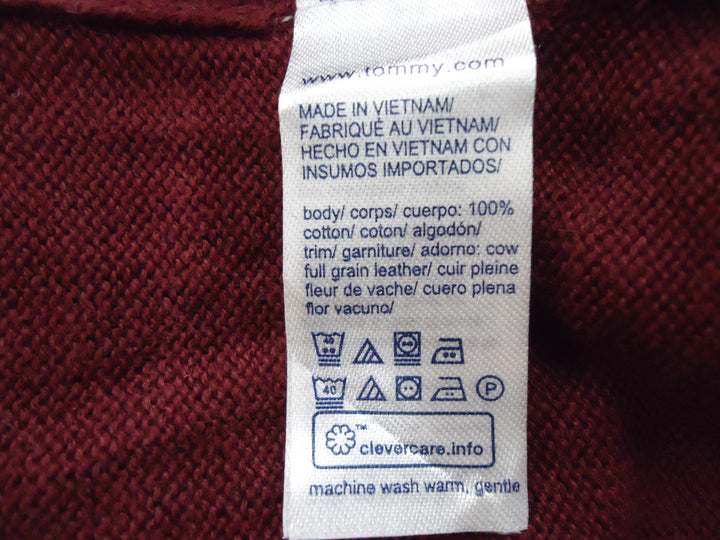 www.tommy.com
MADE IN VIETNAM/
FABRIQUÉ AU VIETNAM/
HECHO EN VIETNAM CON
INSUMOS IMPORTADOS/
body/ corps/ cuerpo: 100%
cotton/ coton/ algodón/
trim/ garniture/ adorno: cow
full grain leather/ cuir pleine
fleur de vache/ cuero plena
flor vacuno/
40
40 P
™
clevercare.info
machine wash warm, gentle